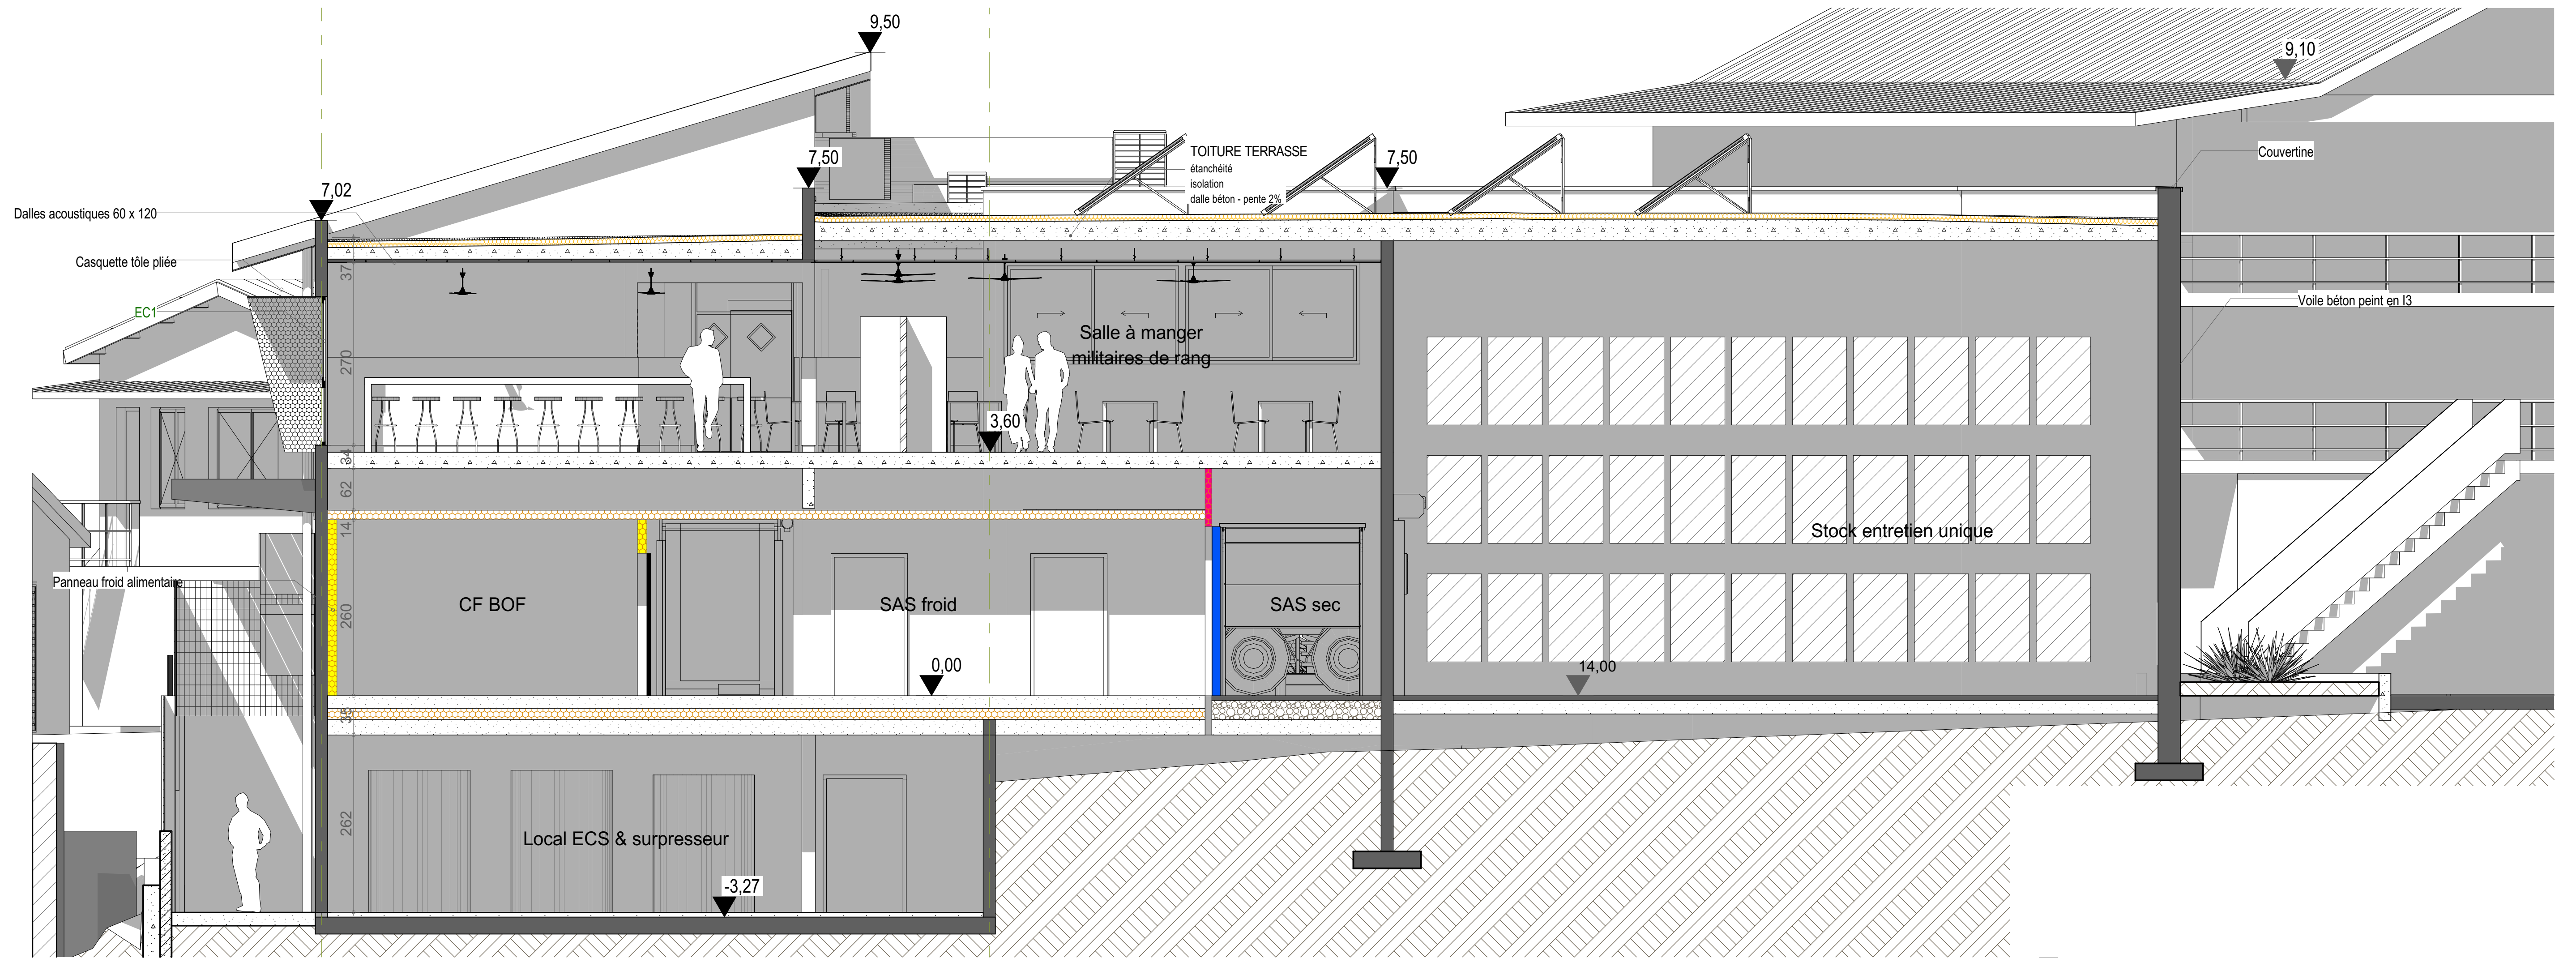 9,50
9,10
7,50
TOITURE TERRASSE
étanchéité
isolation
dalle béton - pente 2%
7,50
Couvertine
7,02
Dalles acoustiques 60 x 120
Casquette tôle pliée
37
EC1
Voile béton peint en I3
270
Salle à manger
militaires de rang
3,60
34
62
14
Stock entretien unique
Panneau froid alimentaire
260
CF BOF
SAS froid
SAS sec
0,00
14,00
35
262
Local ECS & surpresseur
-3,27